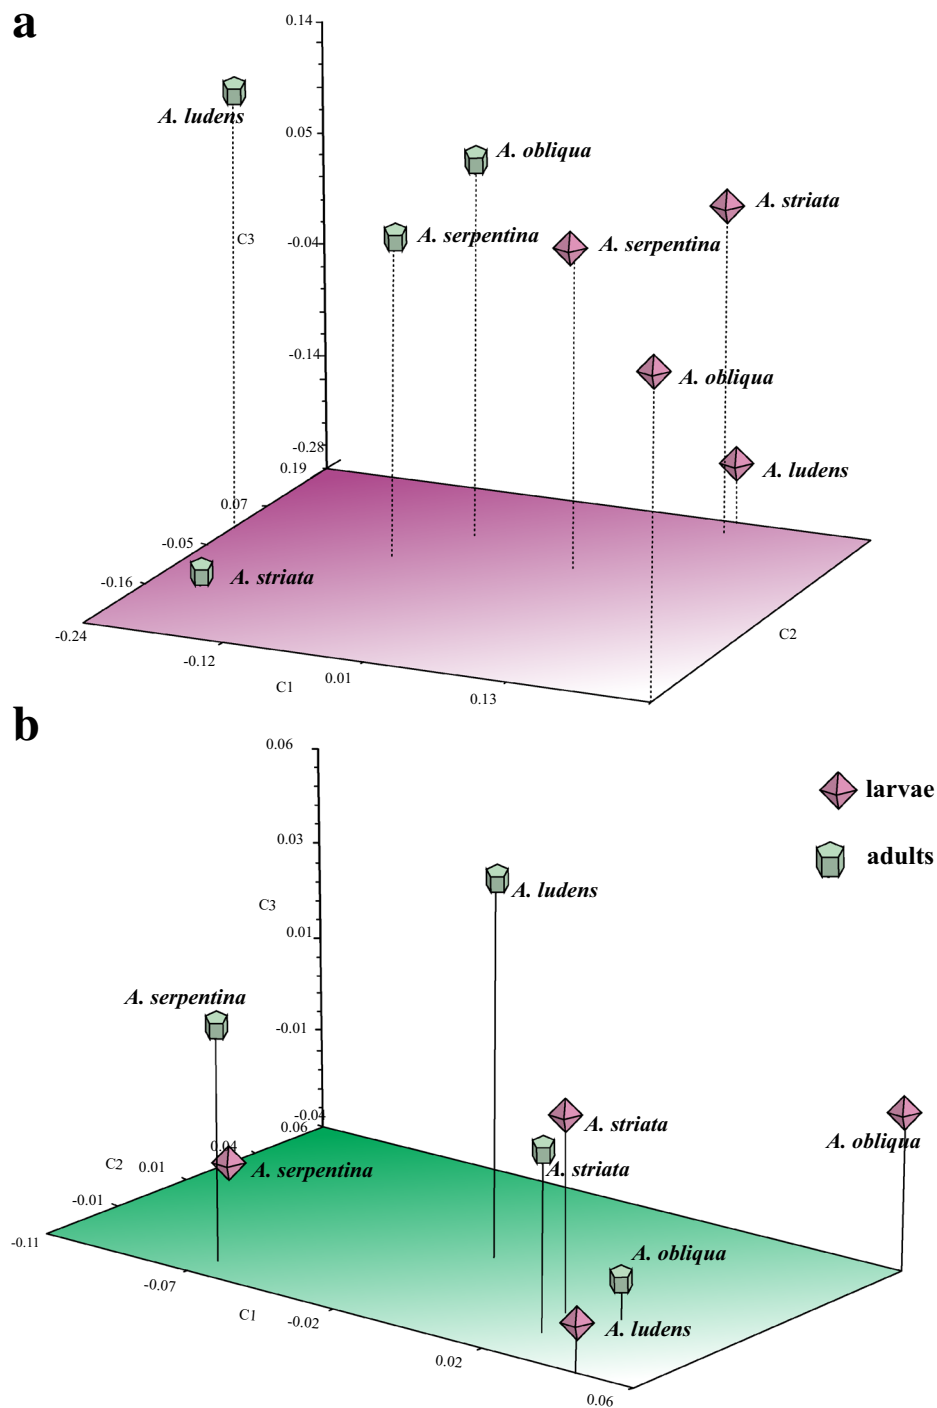 a
0.14
A. ludens
0.05
A. obliqua
A. striata
C3
A. serpentina
-0.04
A. serpentina
-0.14
A. obliqua
-0.28
0.19
A. ludens
0.07
-0.05
-0.16
A. striata
-0.24
C2
-0.12
0.01
C1
0.13
b
0.06
larvae
0.03
adults
A. ludens
C3
0.01
A. serpentina
-0.01
-0.04
0.06
A. striata
A. obliqua
0.04
C2
0.01
A. serpentina
A. striata
-0.01
-0.11
A. obliqua
-0.07
C1
-0.02
A. ludens
0.02
0.06